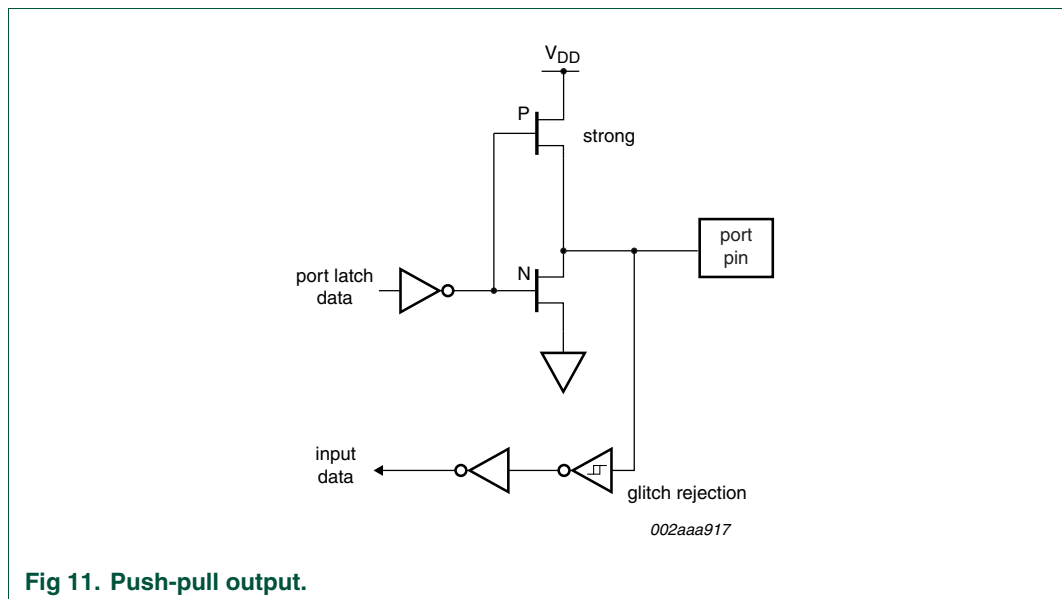 VDD
P
strong
port
pin
N
port latch
data
input
data
glitch rejection
002aaa917
Fig 11. Push-pull output.